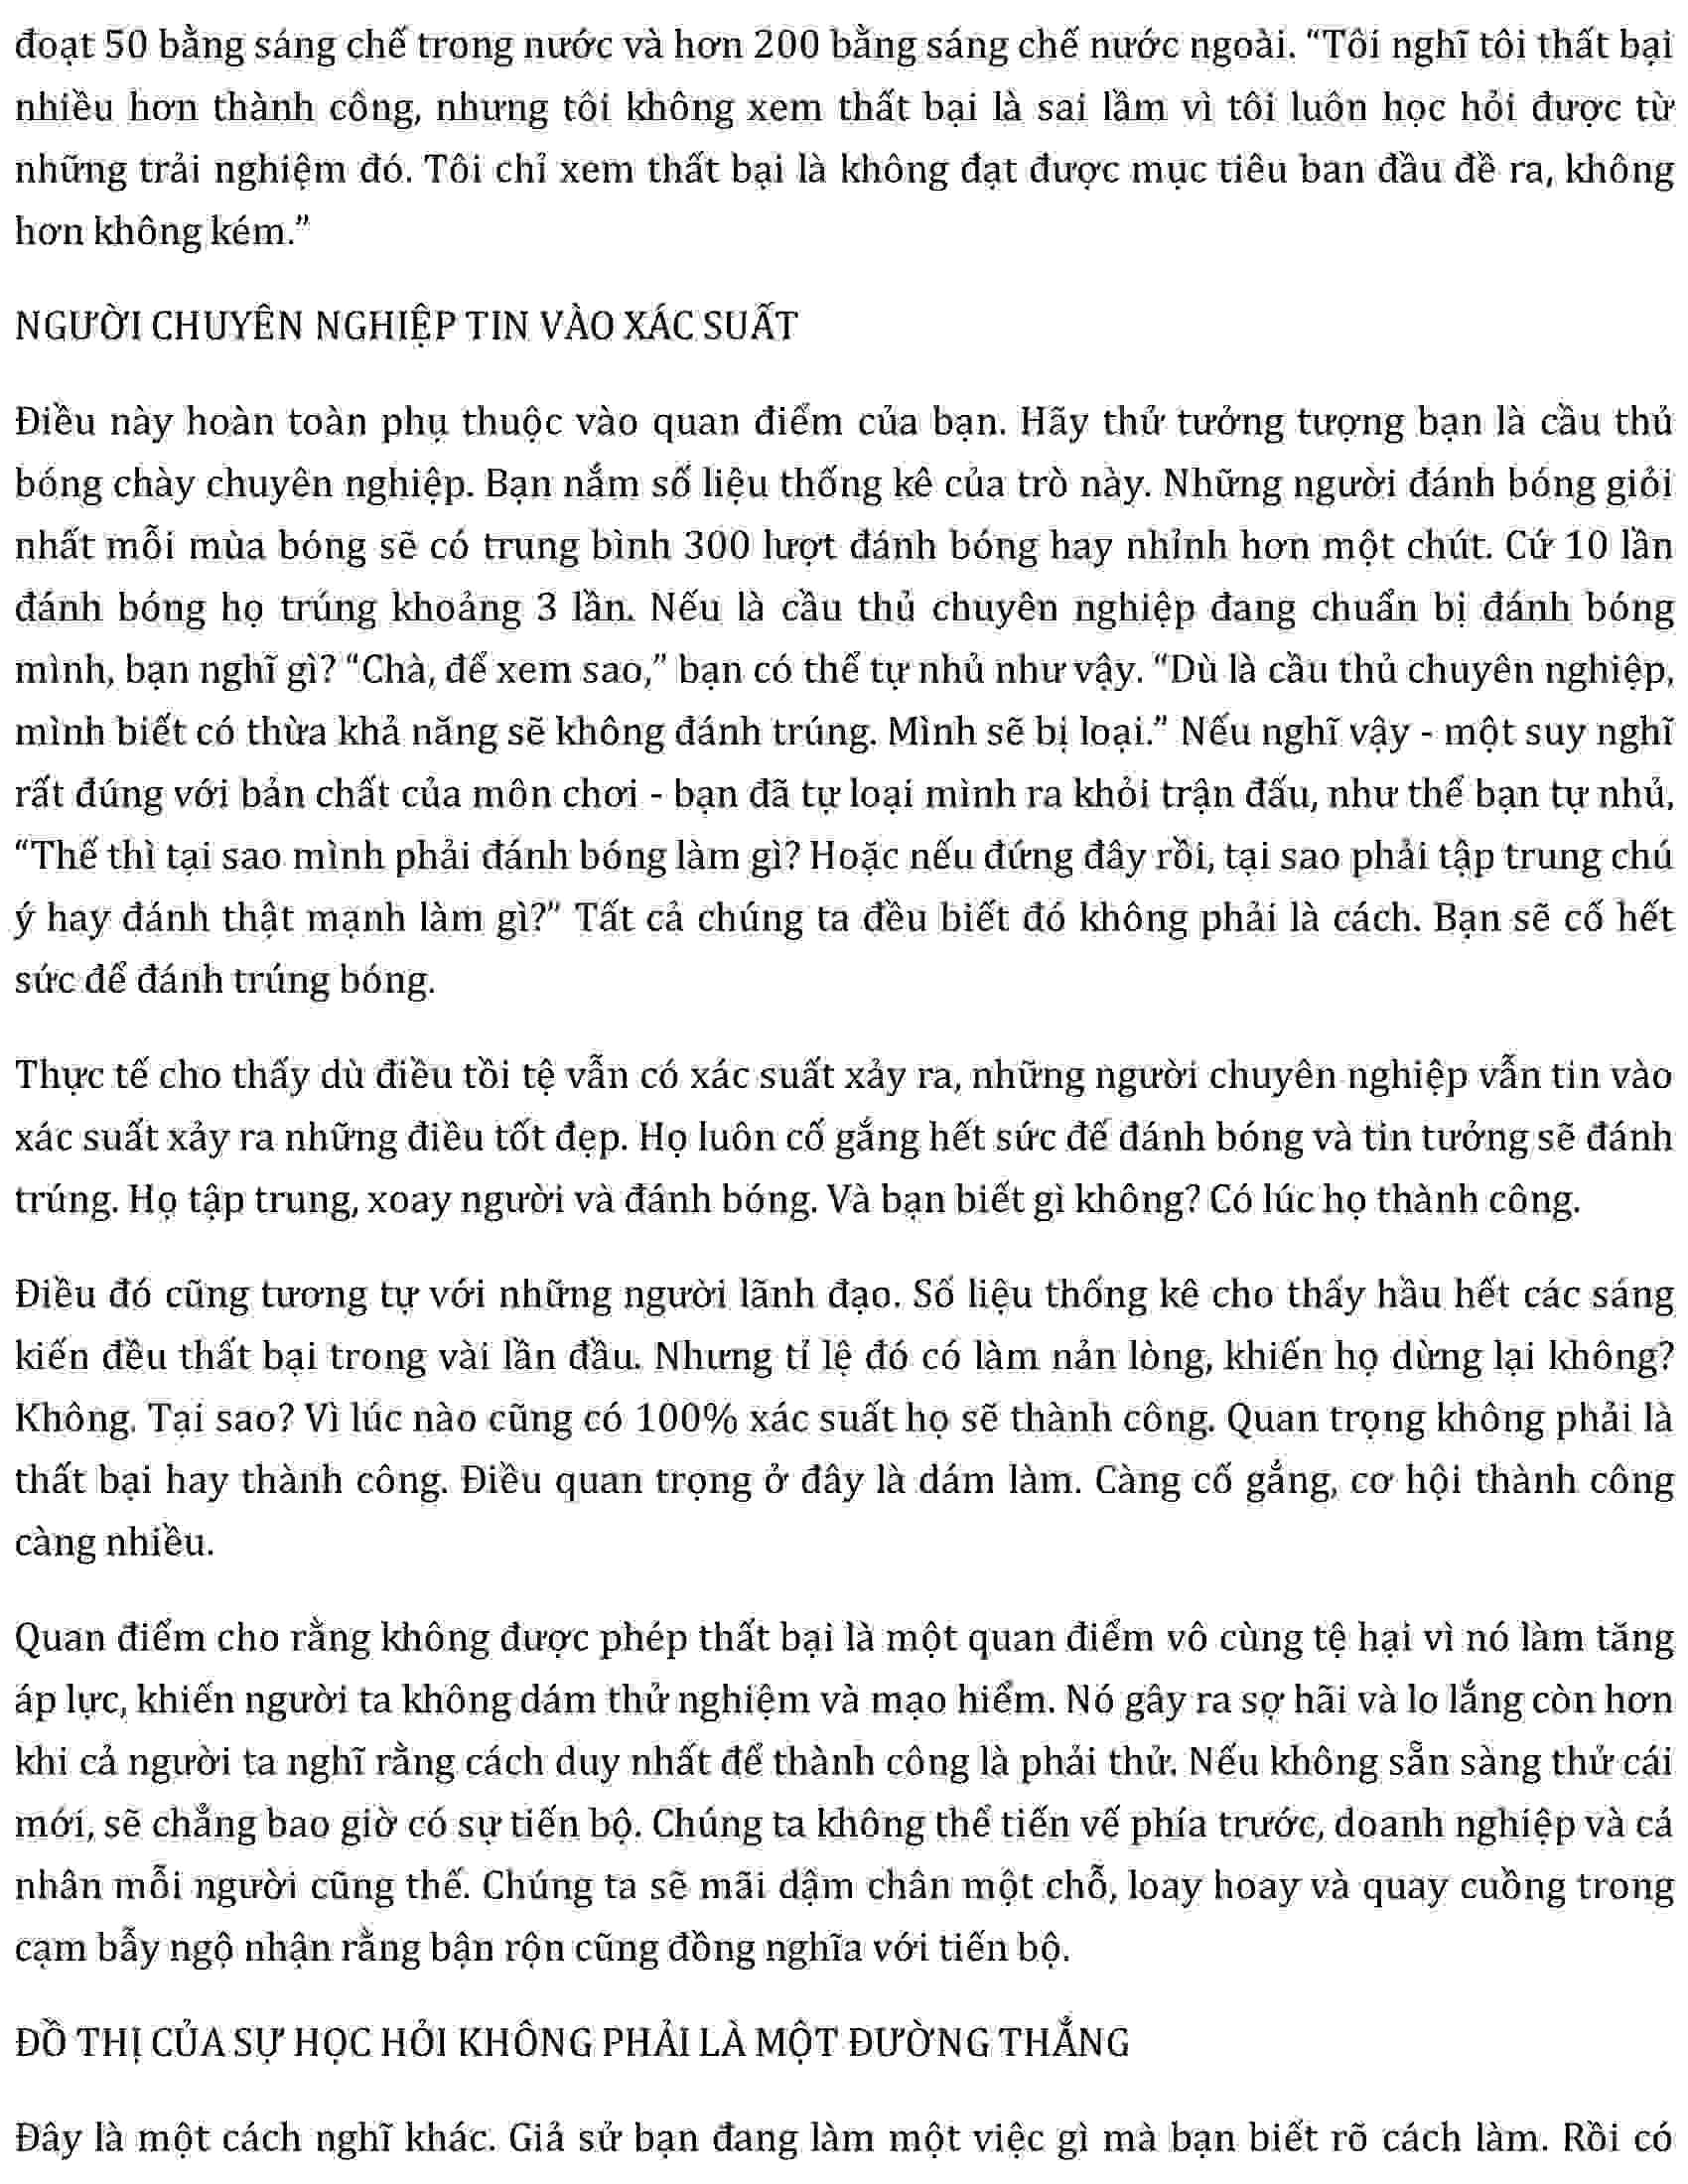 đoạt 50 bằng sáng chế trong nước và hơn 200 bằng sáng chế nước ngoài. “Tôi nghĩ tôi thất bại
nhiều hơn thành công, nhưng tôi không xem thất bại là sai lầm vì tôi luôn học hỏi được từ
những trải nghiệm đó. Tôi chỉ xem thất bại là không đạt được mục tiêu ban đầu đề ra, không
hơn không kém.”
NGƯỜI CHUYÊN NGHIỆP TIN VÀO XÁC SUẤT
Điều này hoàn toàn phụ thuộc vào quan điểm của bạn. Hãy thử tưởng tượng bạn là cầu thủ
bóng chày chuyên nghiệp. Bạn nắm số liệu thống kê của trò này. Những người đánh bóng giỏi
nhất mỗi mùa bóng sẽ có trung bình 300 lượt đánh bóng hay nhỉnh hơn một chút. Cứ 10 lần
đánh bóng họ trúng khoảng 3 lần. Nếu là cầu thủ chuyên nghiệp đang chuẩn bị đánh bóng
mình, bạn nghĩ gì? “Chà, để xem sao,” bạn có thể tự nhủ như vậy. “Dù là cầu thủ chuyên nghiệp,
mình biết có thừa khả năng sẽ không đánh trúng. Mình sẽ bị loại.” Nếu nghĩ vậy - một suy nghĩ
rất đúng với bản chất của môn chơi - bạn đã tự loại mình ra khỏi trận đấu, như thể bạn tự nhủ,
“Thế thì tại sao mình phải đánh bóng làm gì? Hoặc nếu đứng đây rồi, tại sao phải tập trung chú
ý hay đánh thật mạnh làm gì?” Tất cả chúng ta đều biết đó không phải là cách. Bạn sẽ cố hết
sức để đánh trúng bóng.
Thực tế cho thấy dù điều tồi tệ vẫn có xác suất xảy ra, những người chuyên nghiệp vẫn tin vào
xác suất xảy ra những điều tốt đẹp. Họ luôn cố gắng hết sức để đánh bóng và tin tưởng sẽ đánh
trúng. Họ tập trung, xoay người và đánh bóng. Và bạn biết gì không? Có lúc họ thành công.
Điều đó cũng tương tự với những người lãnh đạo. Số liệu thống kê cho thấy hầu hết các sáng
kiến đều thất bại trong vài lần đầu. Nhưng tỉ lệ đó có làm nản lòng, khiến họ dừng lại không?
Không. Tại sao? Vì lúc nào cũng có 100% xác suất họ sẽ thành công. Quan trọng không phải là
thất bại hay thành công. Điều quan trọng ở đây là dám làm. Càng cố gắng, cơ hội thành công
càng nhiều.
Quan điểm cho rằng không được phép thất bại là một quan điểm vô cùng tệ hại vì nó làm tăng
áp lực, khiến người ta không dám thử nghiệm và mạo hiểm. Nó gây ra sợ hãi và lo lắng còn hơn
khi cả người ta nghĩ rằng cách duy nhất để thành công là phải thử. Nếu không sẵn sàng thử cái
mới, sẽ chẳng bao giờ có sự tiến bộ. Chúng ta không thể tiến về phía trước, doanh nghiệp và cá
nhân mỗi người cũng thế. Chúng ta sẽ mãi dậm chân một chỗ, loay hoay và quay cuồng trong
cạm bẫy ngộ nhận rằng bận rộn cũng đồng nghĩa với tiến bộ.
ĐỒ THỊ CỦA SỰ HỌC HỎI KHÔNG PHẢI LÀ MỘT ĐƯỜNG THẲNG
Đây là một cách nghĩ khác. Giả sử bạn đang làm một việc gì mà bạn biết rõ cách làm. Rồi có